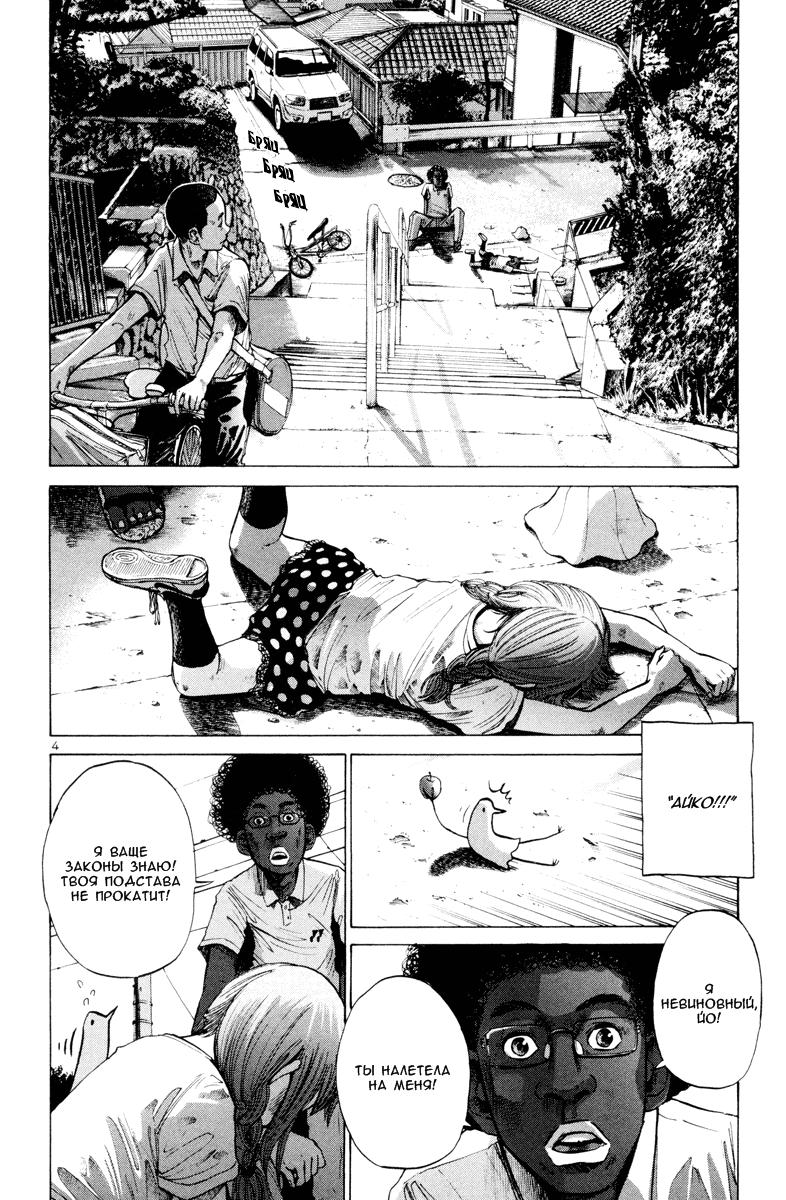 БРЯЦ
БРЯЦ
БРЯЦ
"АЙКО!!!"
4
Я ВАЩЕ
ЗАКОНЫ ЗНАЮ!
ТВОЯ ПОДСТАВА
НЕ ПРОКАТИТ!
Я
НЕВИНОВНЫЙ,
ЙО!
ТЫ НАЛЕТЕЛА
НА МЕНЯ!